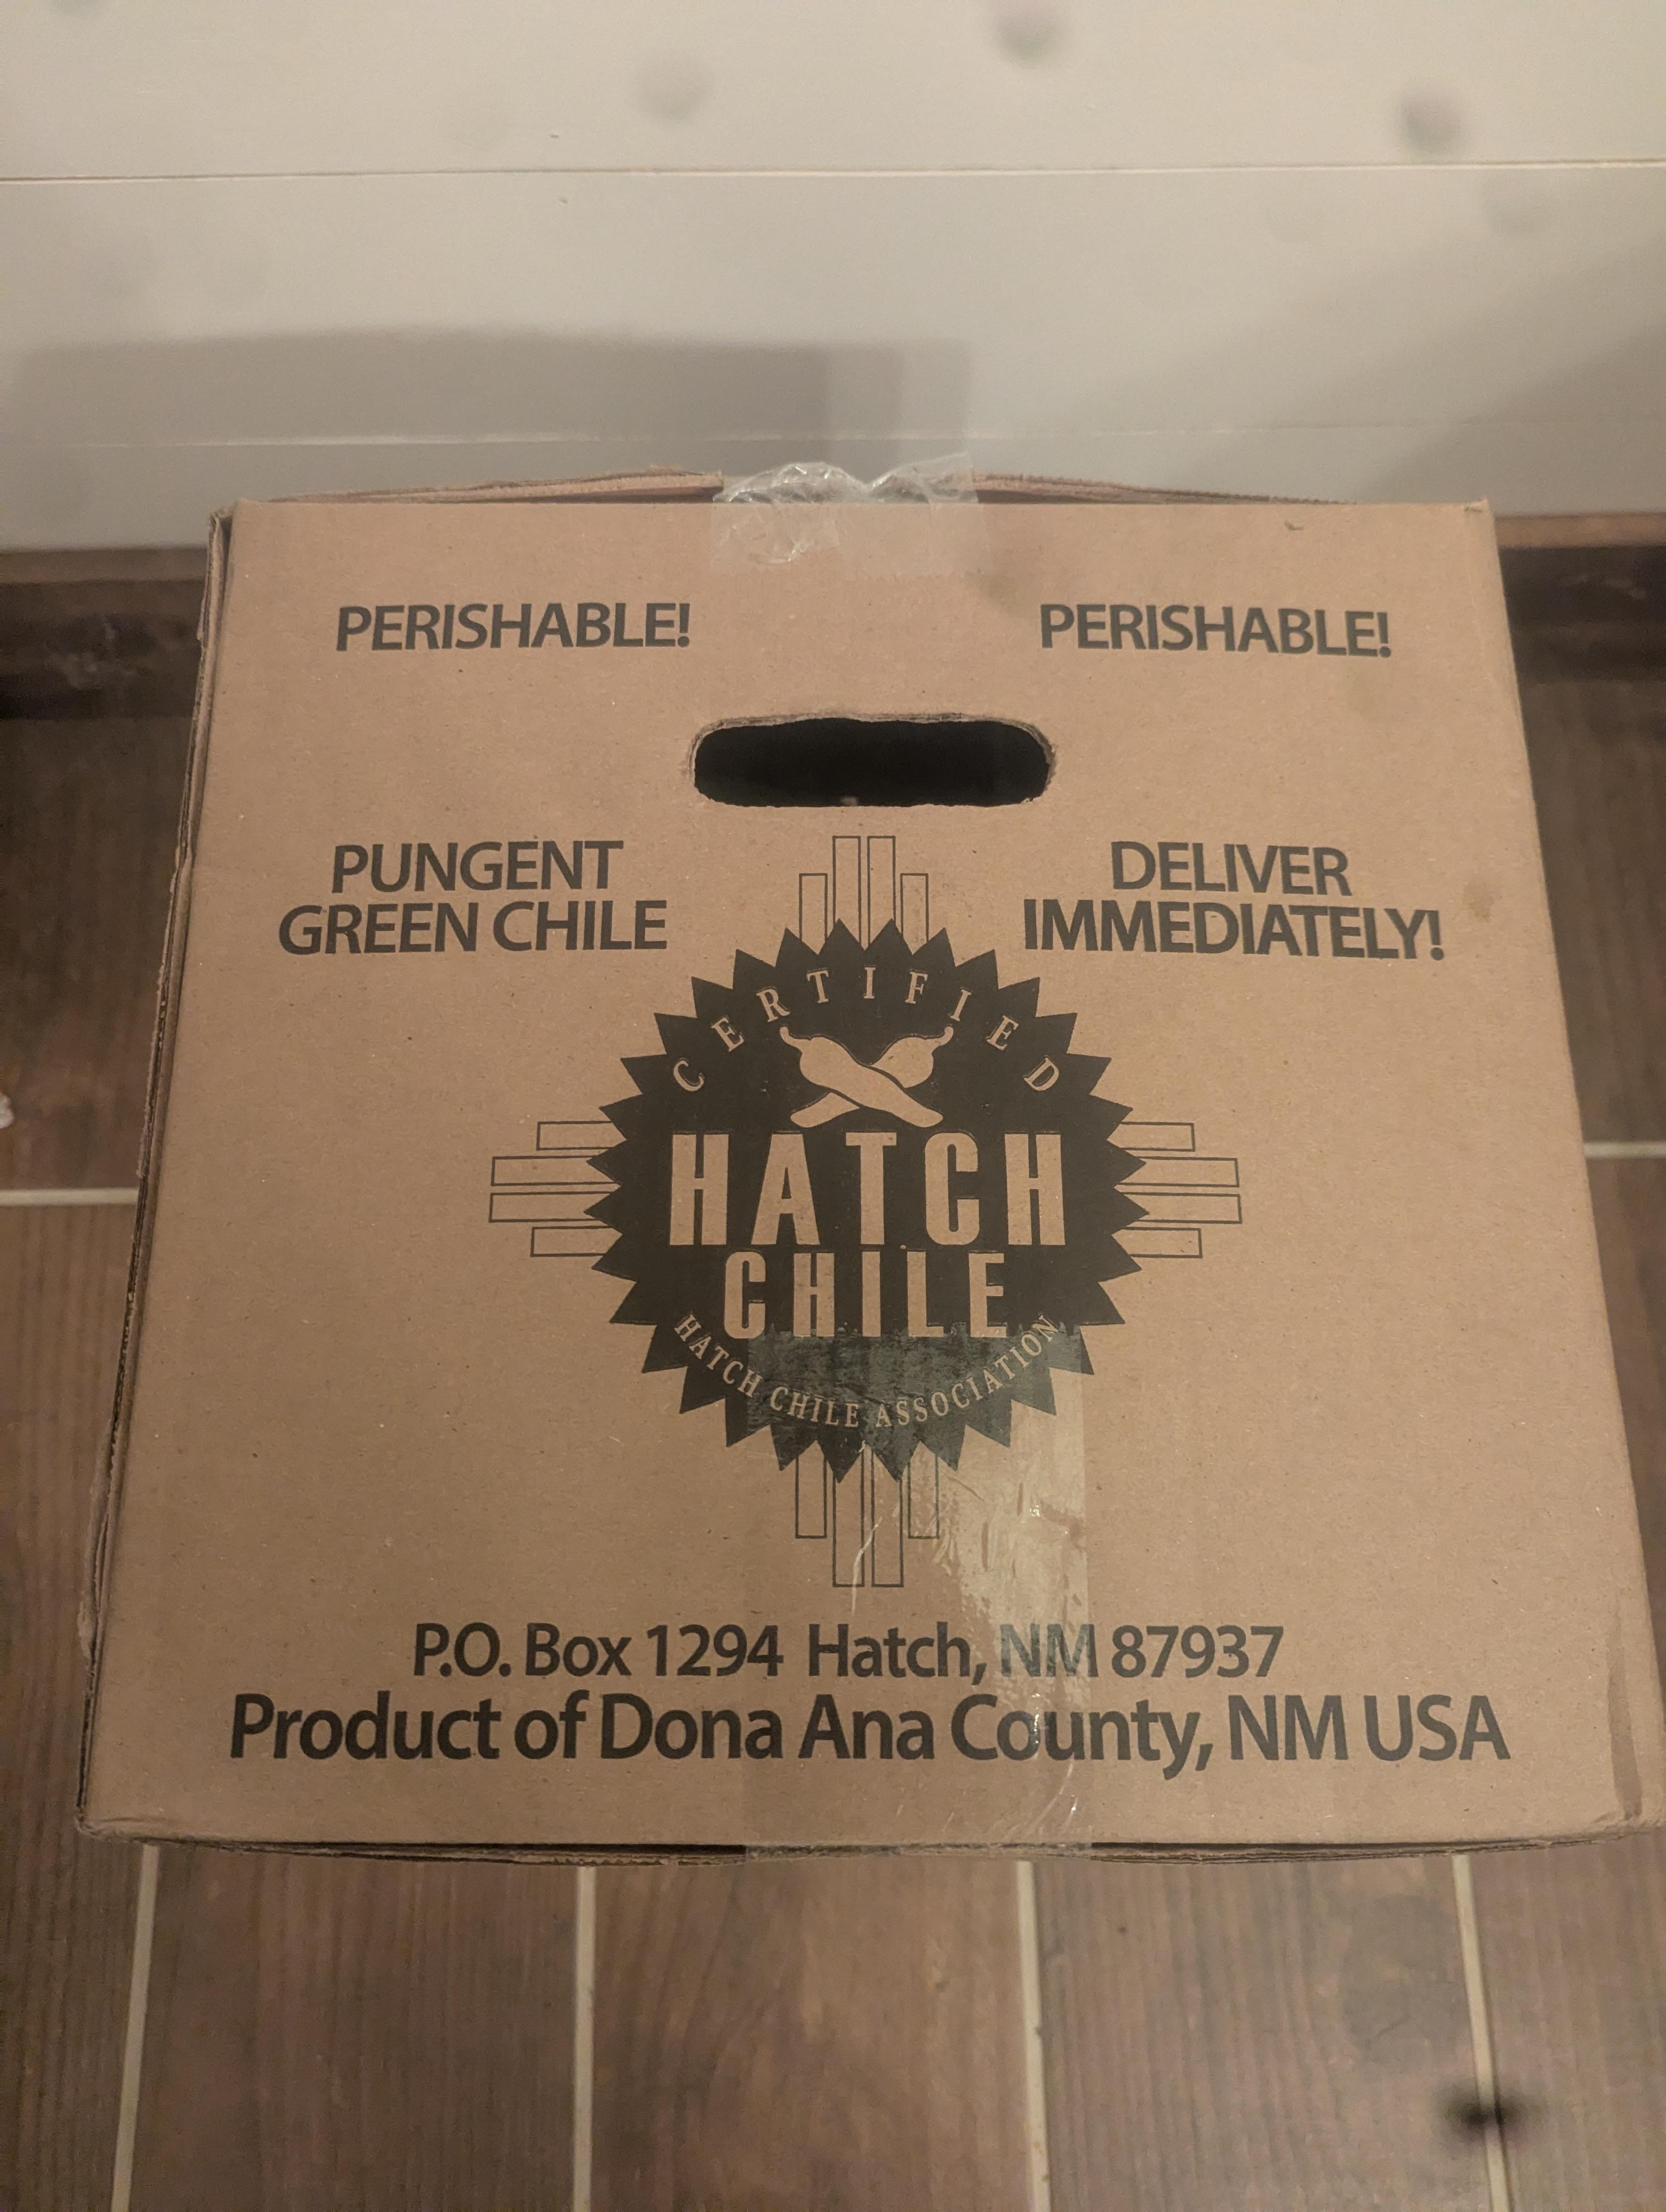 PERISHABLE! PERISHABLE!
PUNGENT
GREEN CHILE
DELIVER
IMMEDIATELY!
CERTIFIED
HATCH
CHILE
HATCH CHILE ASSOCIATION
P.O. Box 1294 Hatch, NM 87937
Product of Dona Ana County, NM USA